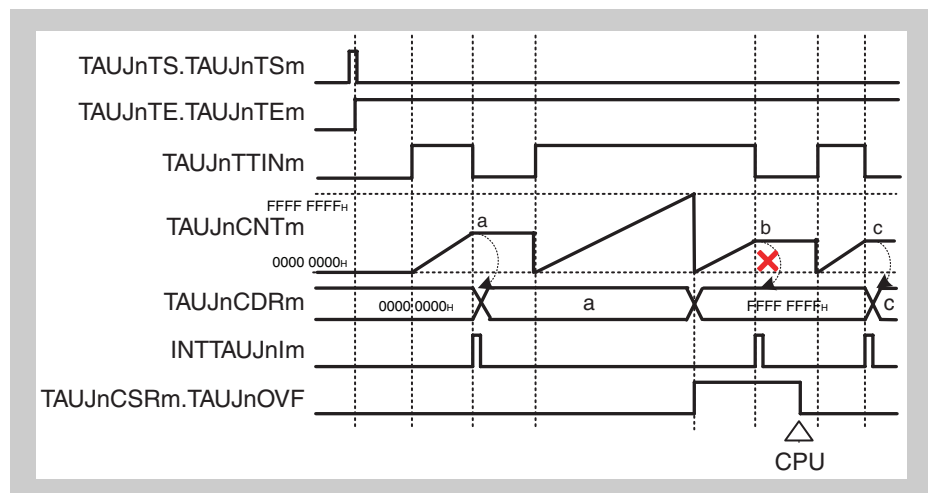 TAUJnTS.TAUJnTSm
TAUJnTE.TAUJnTEm
TAUJnTTINm
FFFF FFFFH
TAUJnCNTm
a
b
c
0000 0000H
TAUJnCDRm
0000 0000H
a
FFFF FFFFH
c
INTTAUJnIm
TAUJnCSRm.TAUJnOVF
CPU